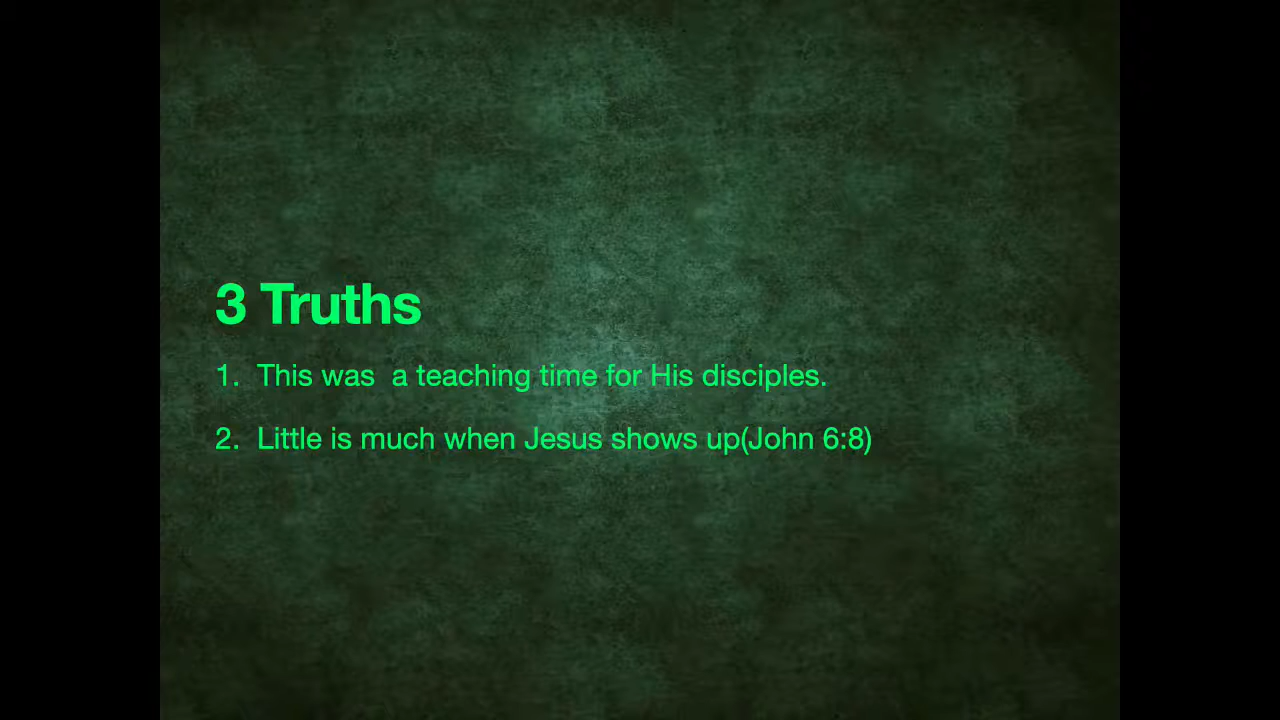 3 Truths
1. This was  a teaching time for His disciples.
2. Little is much when Jesus shows up(John 6:8)